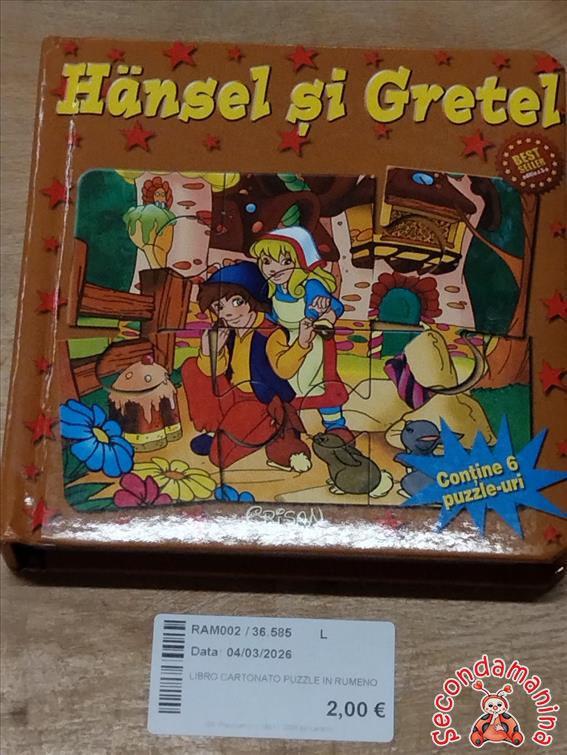 Hänsel și Gretel
BEST
SELLER
Conține 6
puzzle-uri
CRISAN
RAM002 / 36.585 L
Data: 04/03/2026
LIBRO CARTONATO PUZZLE IN RUMENO
2,00 €
secondamanina